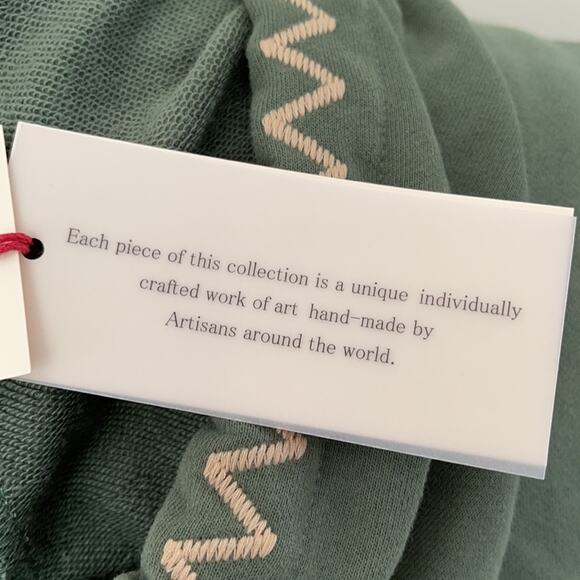 Each piece of this collection is a unique individually
crafted work of art hand-made by
Artisans around the world.